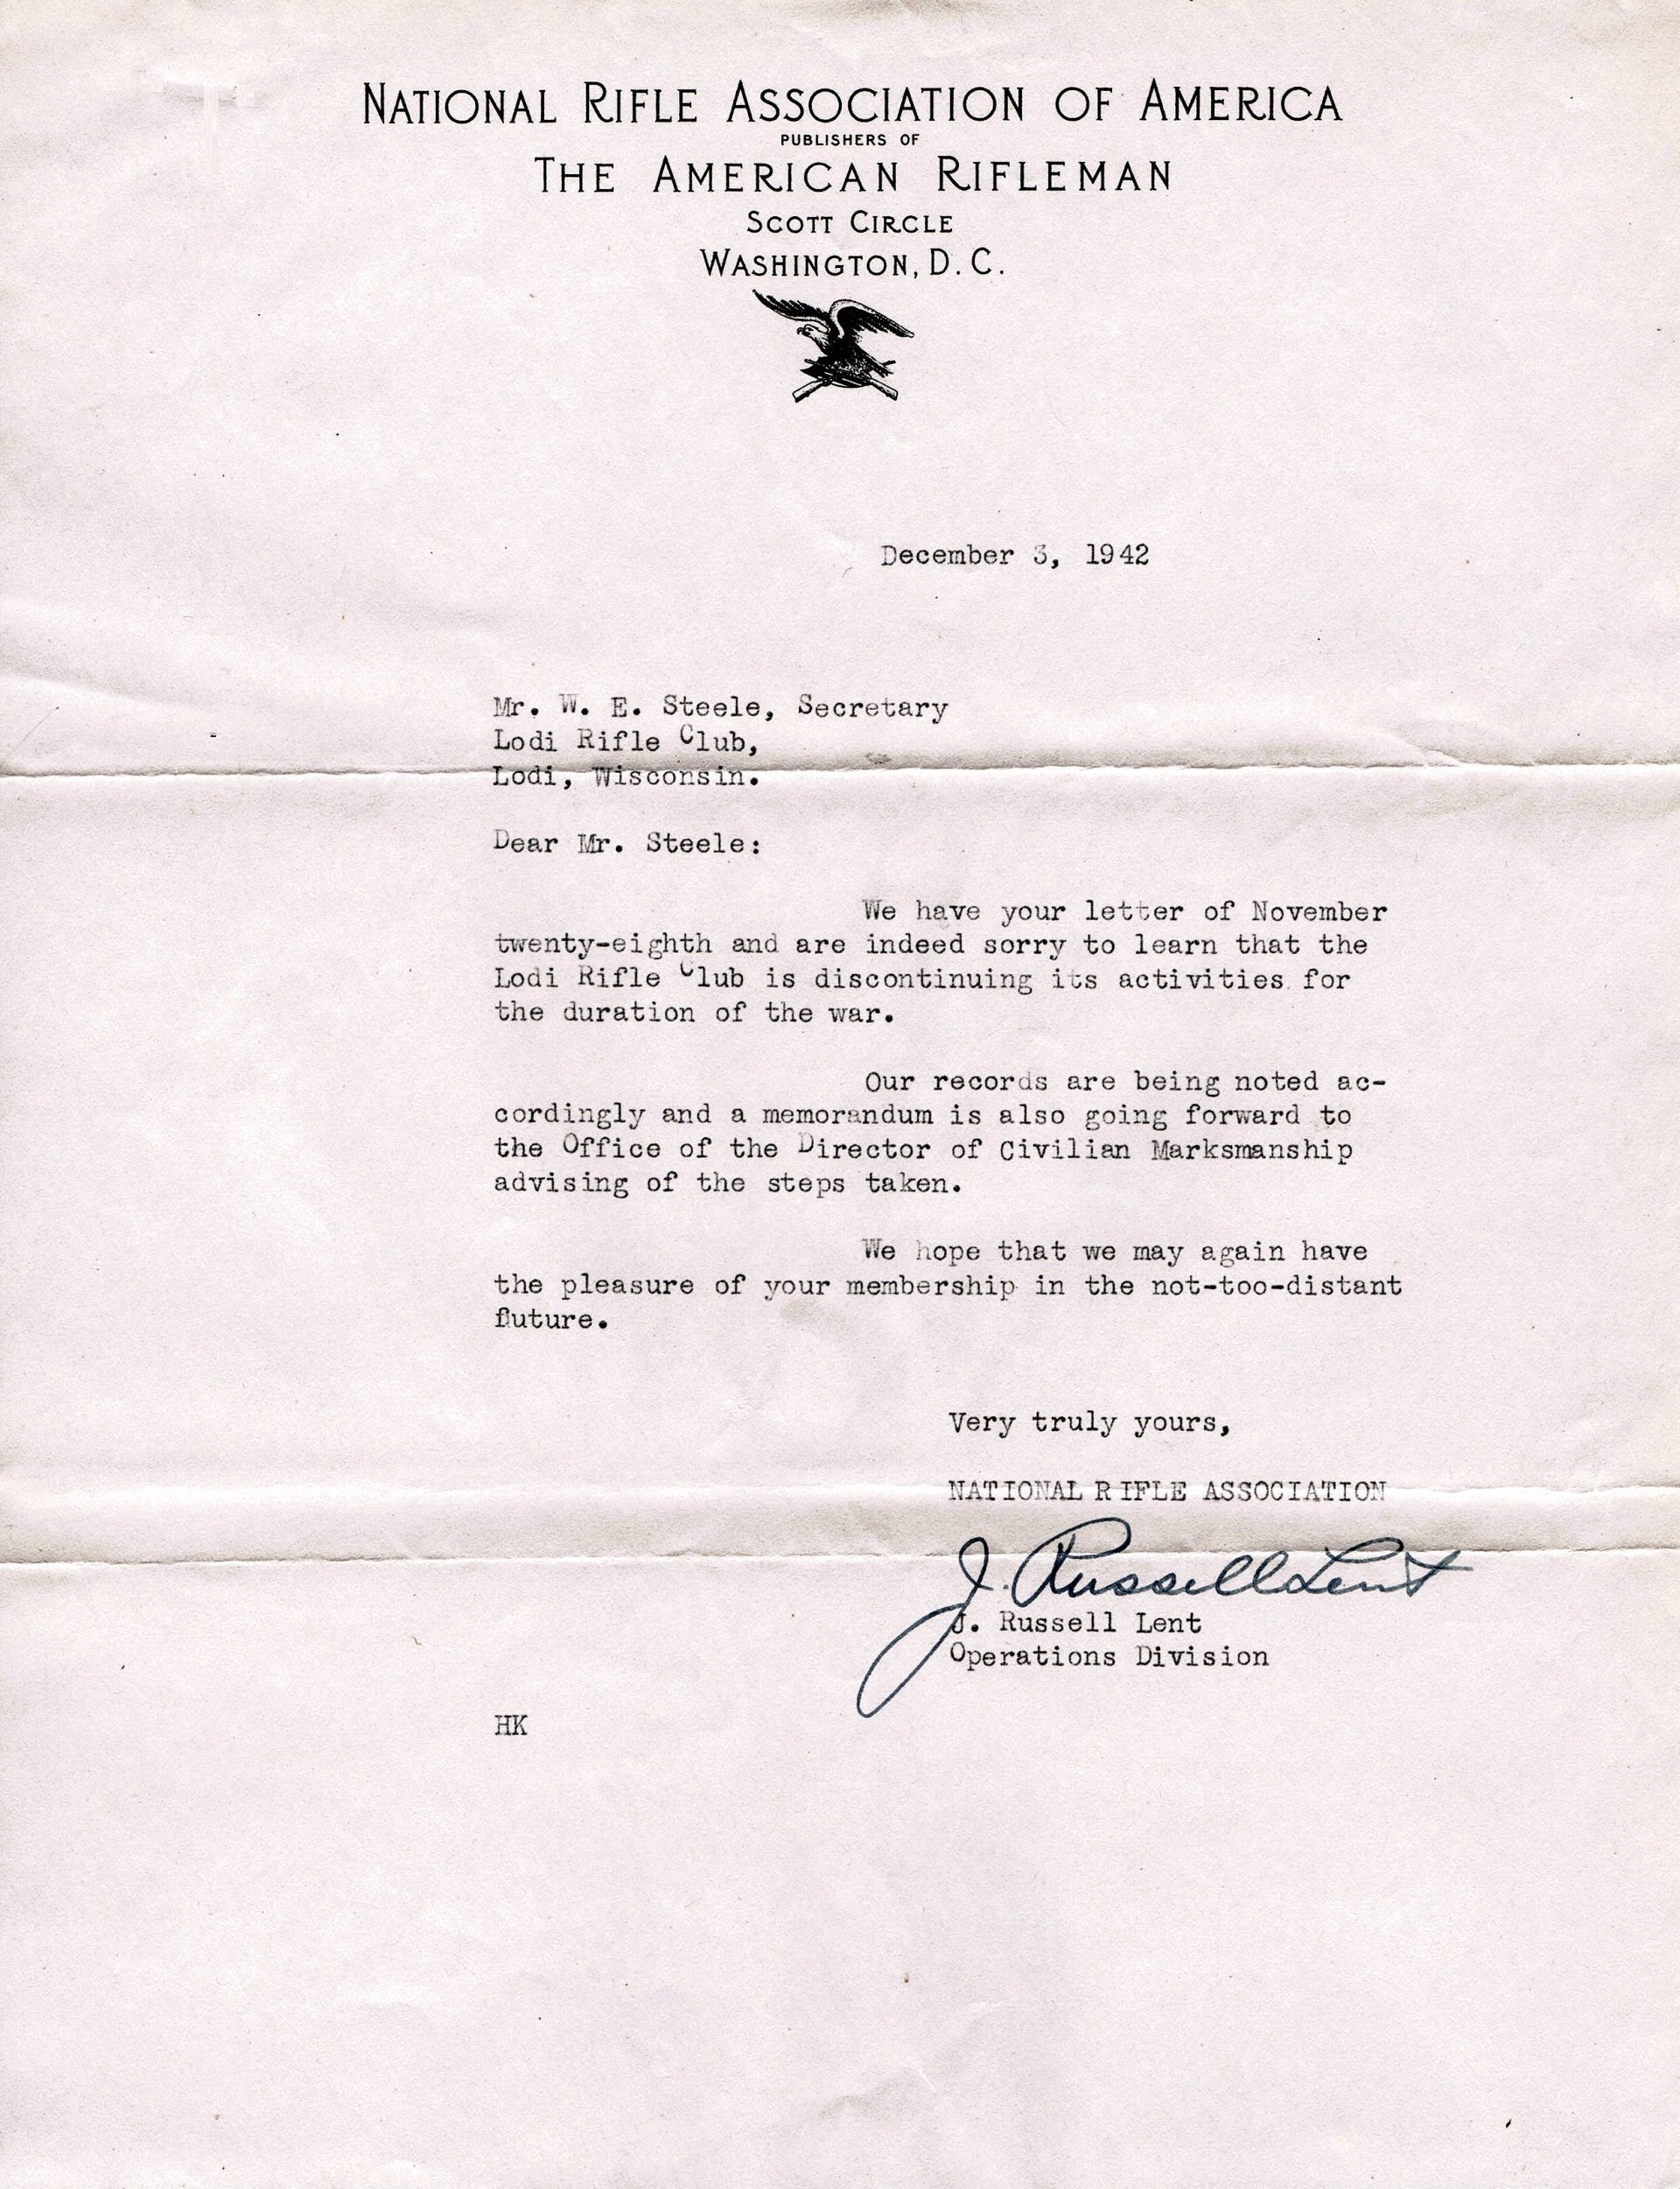 NATIONAL RIFLE ASSOCIATION OF AMERICA
PUBLISHERS OF
THE AMERICAN RIFLEMAN
SCOTT CIRCLE
WASHINGTON, D. C.
December 3, 1942
Mr. W. E. Steele, Secretary
Lodi Rifle Club,
Lodi, Wisconsin.
Dear Mr. Steele:
We have your letter of November
twenty-eighth and are indeed sorry to learn that the
Lodi Rifle Club is discontinuing its activities for
the duration of the war.
Our records are being noted ac-
cordingly and a memorandum is also going forward to
the Office of the Director of Civilian Marksmanship
advising of the steps taken.
We hope that we may again have
the pleasure of your membership in the not-too-distant
future.
Very truly yours,
NATIONAL RIFLE ASSOCIATION
J. Russell Lent
J. Russell Lent
Operations Division
HK